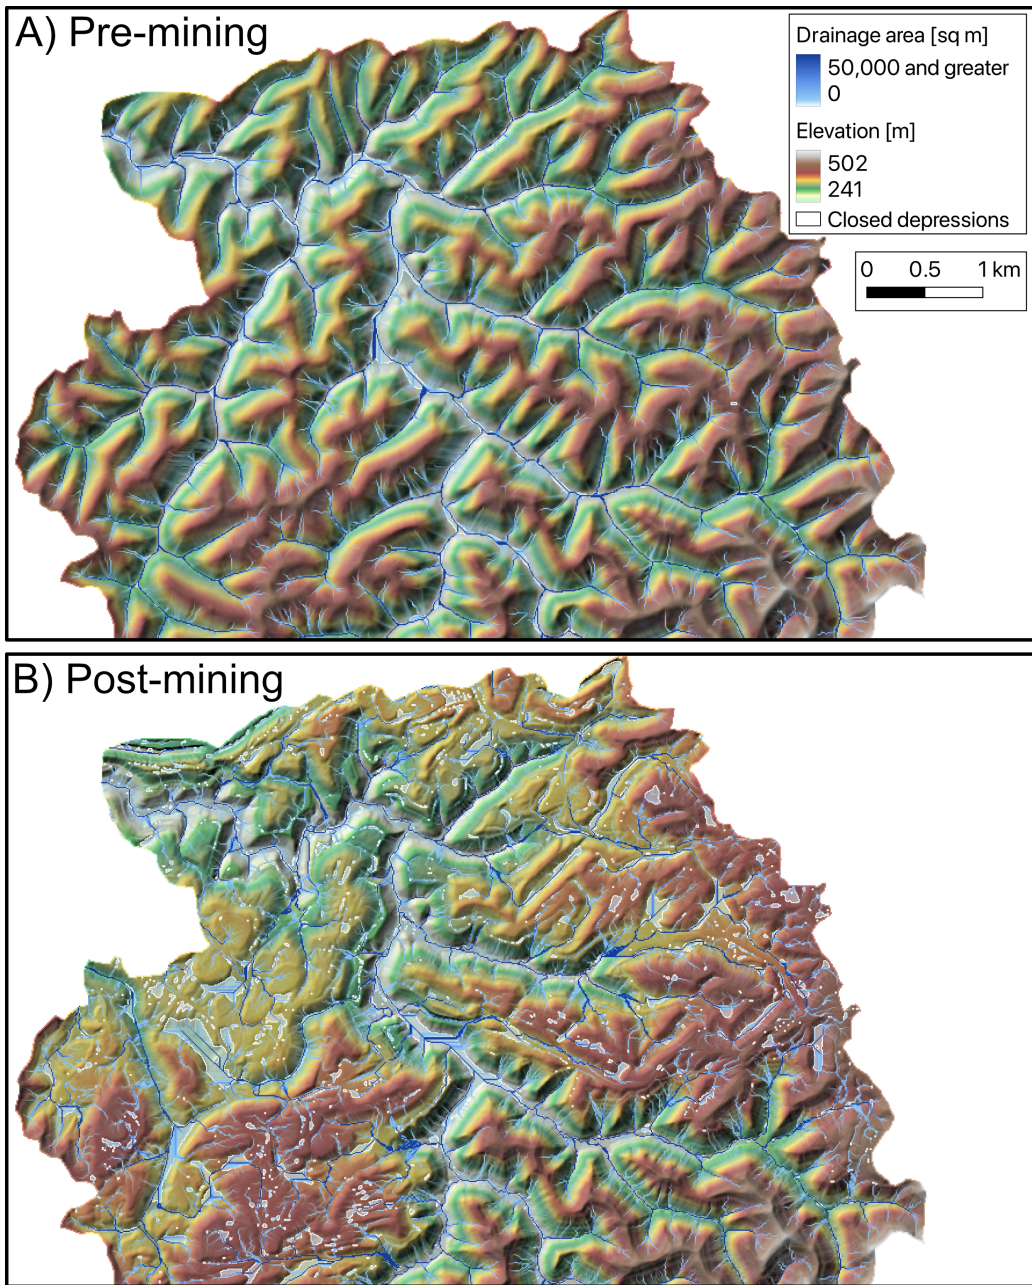 A) Pre-mining
Drainage area [sq m]
50,000 and greater
0
Elevation [m]
502
241
Closed depressions
0 0.5 1 km
B) Post-mining